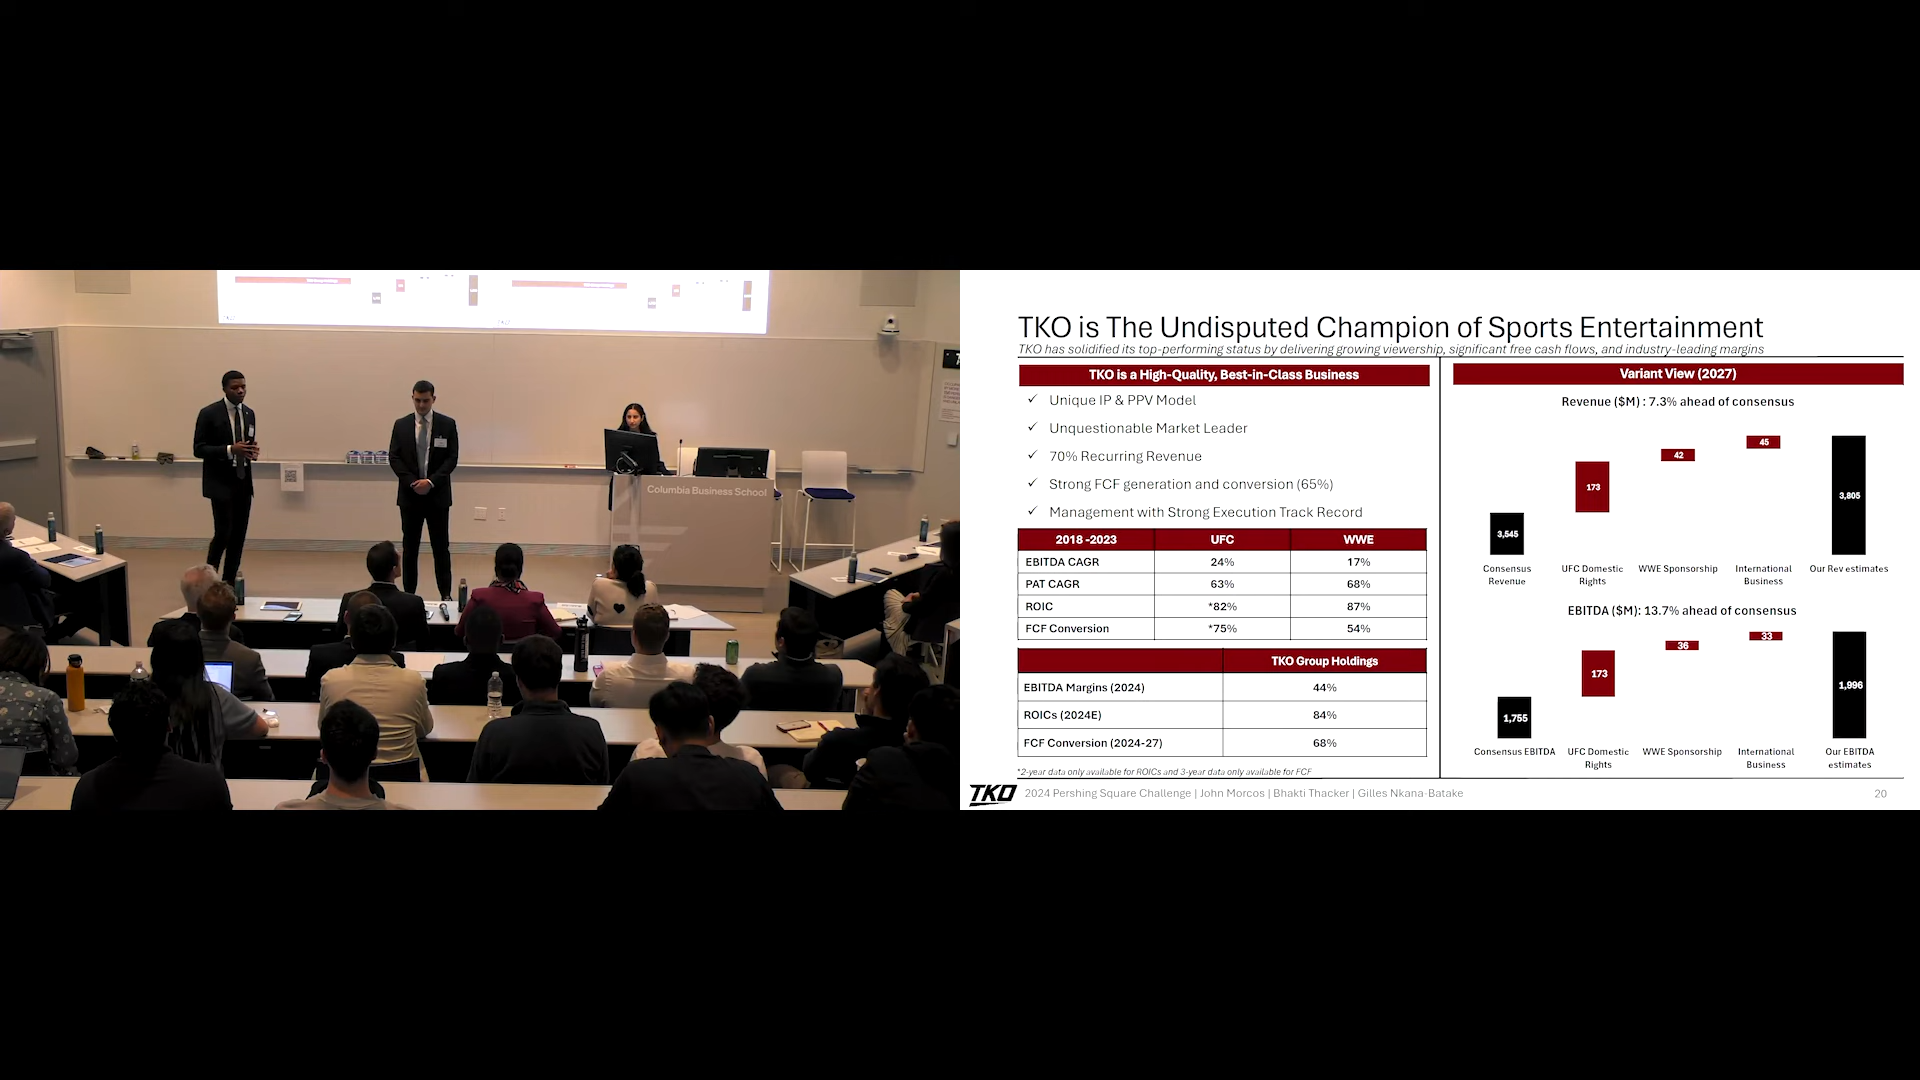 Columbia Business School
TKO is The Undisputed Champion of Sports Entertainment
TKO has solidified its top-performing status by delivering growing viewership, significant free cash flows, and industry-leading margins
TKO is a High-Quality, Best-in-Class Business
✓ Unique IP & PPV Model
✓ Unquestionable Market Leader
✓ 70% Recurring Revenue
✓ Strong FCF generation and conversion (65%)
✓ Management with Strong Execution Track Record
2018 -2023 UFC WWE
EBITDA CAGR 24% 17%
PAT CAGR 63% 68%
ROIC *82% 87%
FCF Conversion *75% 54%
TKO Group Holdings
EBITDA Margins (2024) 44%
ROICs (2024E) 84%
FCF Conversion (2024-27) 68%
*2-year data only available for ROICs and 3-year data only available for FCF
Variant View (2027)
Revenue ($M) : 7.3% ahead of consensus
3,545 173 42 45 3,805
Consensus Revenue UFC Domestic Rights WWE Sponsorship International Business Our Rev estimates
EBITDA ($M): 13.7% ahead of consensus
1,755 173 36 33 1,996
Consensus EBITDA UFC Domestic Rights WWE Sponsorship International Business Our EBITDA estimates
TKO 2024 Pershing Square Challenge | John Morcos | Bhakti Thacker | Gilles Nkana-Batake 20